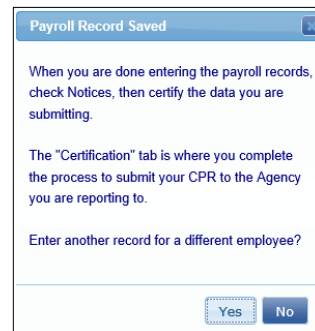 Payroll Record Saved
When you are done entering the payroll records,
check Notices, then certify the data you are
submitting.
The "Certification" tab is where you complete
the process to submit your CPR to the Agency
you are reporting to.
Enter another record for a different employee?
Yes No